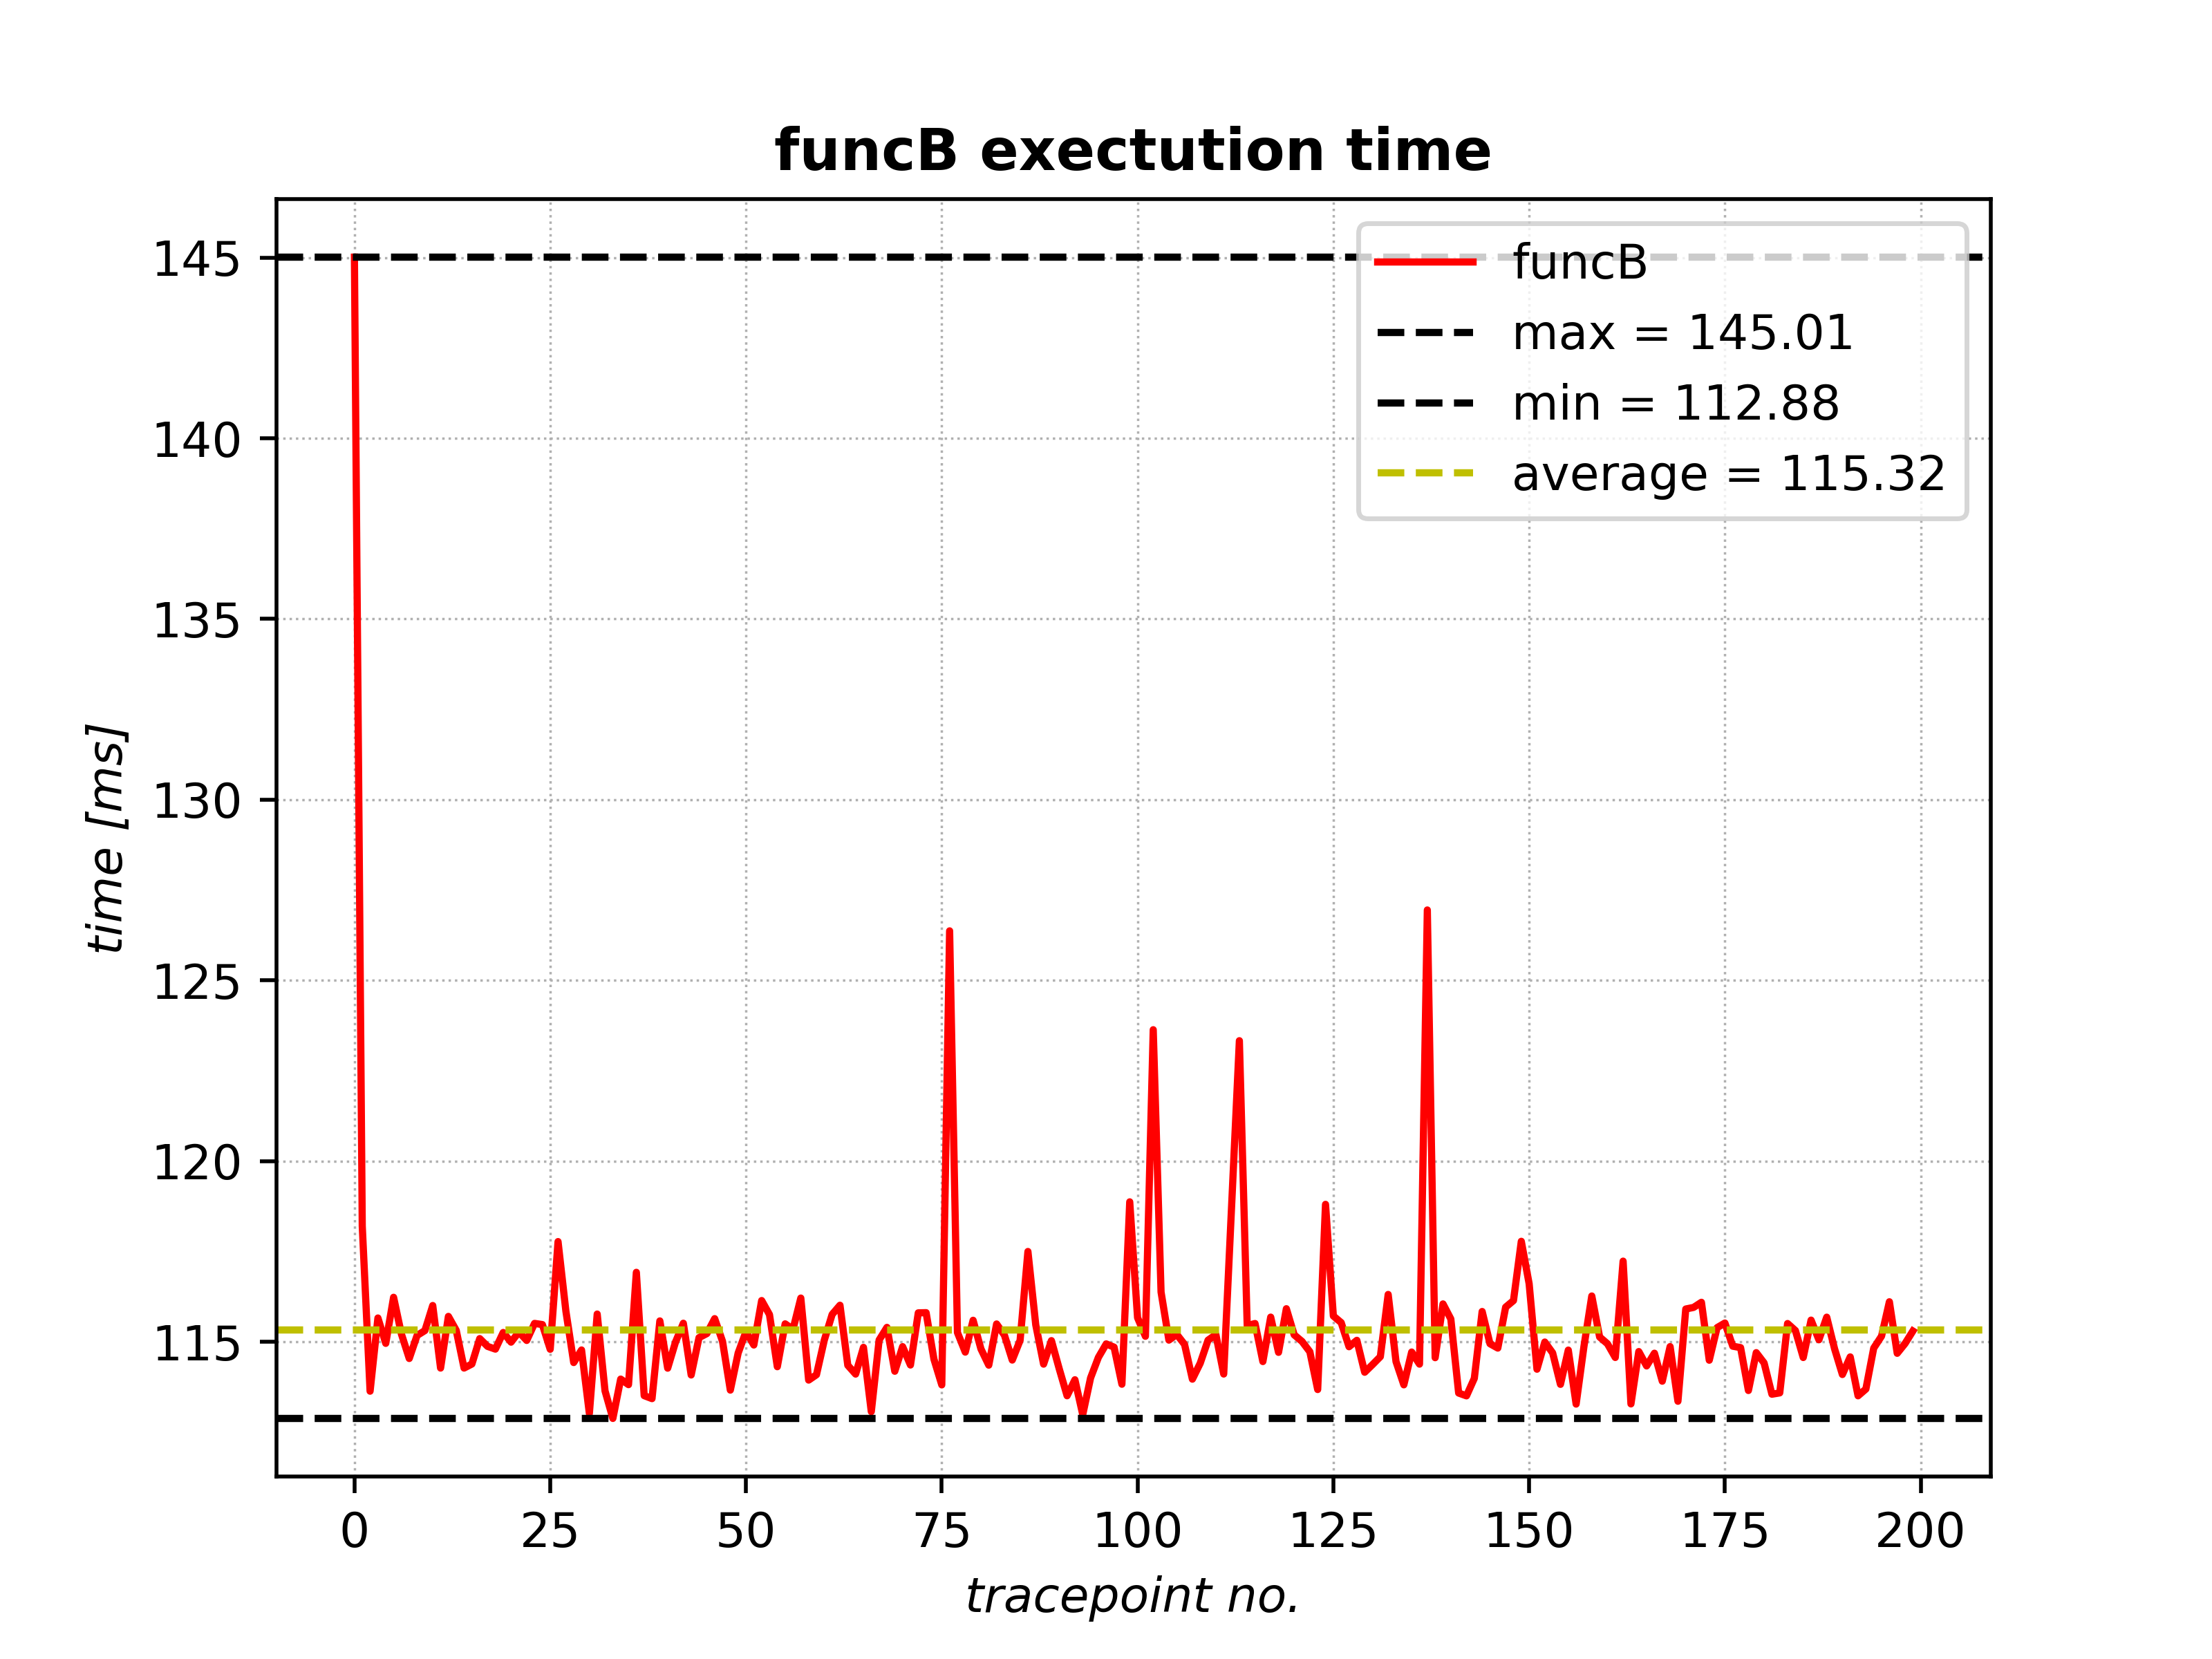 funcB exectution time
funcB
max = 145.01
min = 112.88
average = 115.32
145
140
135
130
125
120
115
time [ms]
0 25 50 75 100 125 150 175 200
tracepoint no.